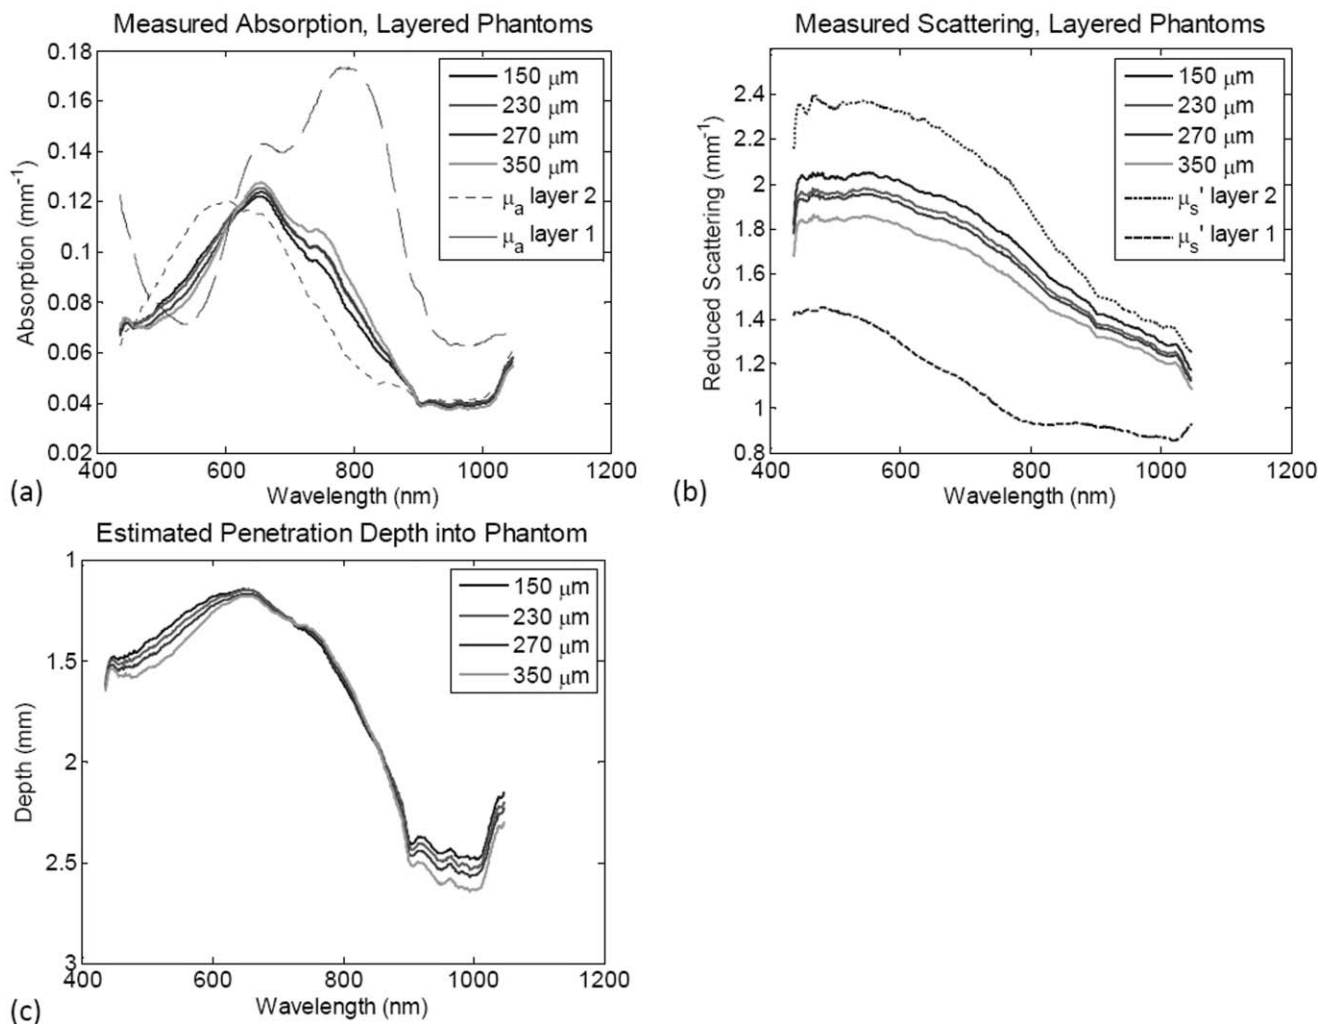 Measured Absorption, Layered Phantoms
0.18
0.16
0.14
0.12
0.1
0.08
0.06
0.04
0.02
Absorption (mm⁻¹)
150 μm
230 μm
270 μm
350 μm
μa layer 2
μa layer 1
400 600 800 1000 1200
Wavelength (nm)
(a)
Measured Scattering, Layered Phantoms
2.4
2.2
2
1.8
1.6
1.4
1.2
1
0.8
Reduced Scattering (mm⁻¹)
150 μm
230 μm
270 μm
350 μm
μs' layer 2
μs' layer 1
400 600 800 1000 1200
Wavelength (nm)
(b)
Estimated Penetration Depth into Phantom
1
1.5
2
2.5
3
Depth (mm)
150 μm
230 μm
270 μm
350 μm
400 600 800 1000 1200
Wavelength (nm)
(c)